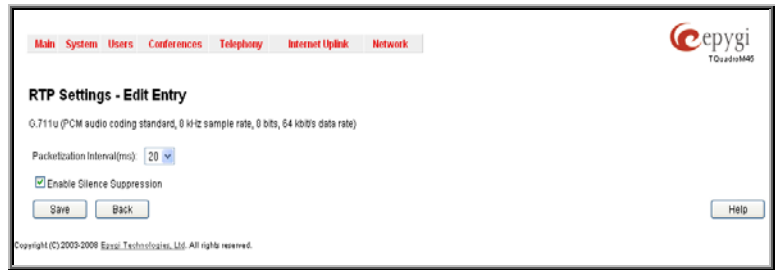 Main System Users Conferences Telephony Internet Uplink Network
epygi
TQuadroM45
RTP Settings - Edit Entry
G.711u (PCM audio coding standard, 8 kHz sample rate, 8 bits, 64 kbit/s data rate)
Packetization Interval(ms): 20
Enable Silence Suppression
Save Back Help
Copyright (C) 2003-2008 Epygi Technologies, Ltd. All rights reserved.